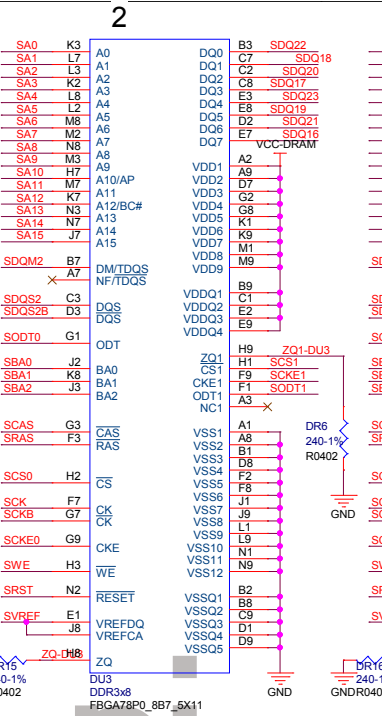 2
SA0 K3 A0 DQ0 B3 SDQ22
SA1 L7 A1 DQ1 C7 SDQ18
SA2 L3 A2 DQ2 C2 SDQ20
SA3 K2 A3 DQ3 C8 SDQ17
SA4 L8 A4 DQ4 E3 SDQ23
SA5 L2 A5 DQ5 E8 SDQ19
SA6 M8 A6 DQ6 D2 SDQ21
SA7 M2 A7 DQ7 E7 SDQ16
VCC-DRAM
SA8 N8 A8
SA9 M3 A9 VDD1 A2
SA10 H7 A10/AP VDD2 A9
SA11 M7 A11 VDD3 D7
SA12 K7 A12/BC# VDD4 G2
SA13 N3 A13 VDD5 G8
SA14 N7 A14 VDD6 K1
SA15 J7 A15 VDD7 K9
VDD8 M1
SDQM2 B7 DM/TDQS VDD9 M9
A7 NF/TDQS
VDDQ1 B9
SDQS2 C3 DQS VDDQ2 C1
SDQS2B D3 DQS VDDQ3 E2
VDDQ4 E9
SODT0 G1 ODT
ZQ1 H9 ZQ1-DU3
SBA0 J2 BA0 CS1 H1 SCS1
SBA1 K8 BA1 CKE1 F9 SCKE1
SBA2 J3 BA2 ODT1 F1 SODT1
NC1 A3
SCAS G3 CAS VSS1 A1
SRAS F3 RAS VSS2 A8
VSS3 B1
VSS4 D8
SCS0 H2 CS VSS5 F2
VSS6 F8
SCK F7 CK VSS7 J1
SCKB G7 CK VSS8 J9
VSS9 L1
SCKE0 G9 CKE VSS10 L9
VSS11 N1
SWE H3 WE VSS12 N9
SRST N2 RESET VSSQ1 B2
VSSQ2 B8
SVREF E1 VREFDQ VSSQ3 C9
J8 VREFCA VSSQ4 D1
VSSQ5 D9
H8 ZQ
DR6
240-1%
R0402
GND
DU3
DDR3x8
FBGA78P0_8B7_5X11
GND
GND